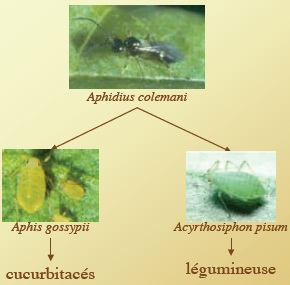 Aphidius colemani
Aphis gossypii
Acyrthosiphon pisum
cucurbitacés
légumineuse